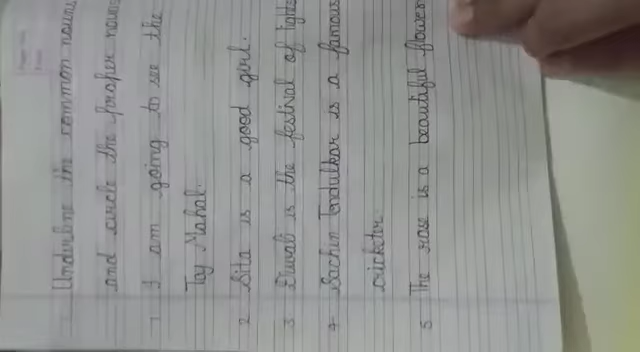 Underline the common nouns
and circle the proper nouns
1 I am going to see the
Taj Mahal.
2 Sita is a good girl.
3 Diwali is the festival of lights
4 Sachin Tendulkar is a famous
cricketer.
5 The rose is a beautiful flower